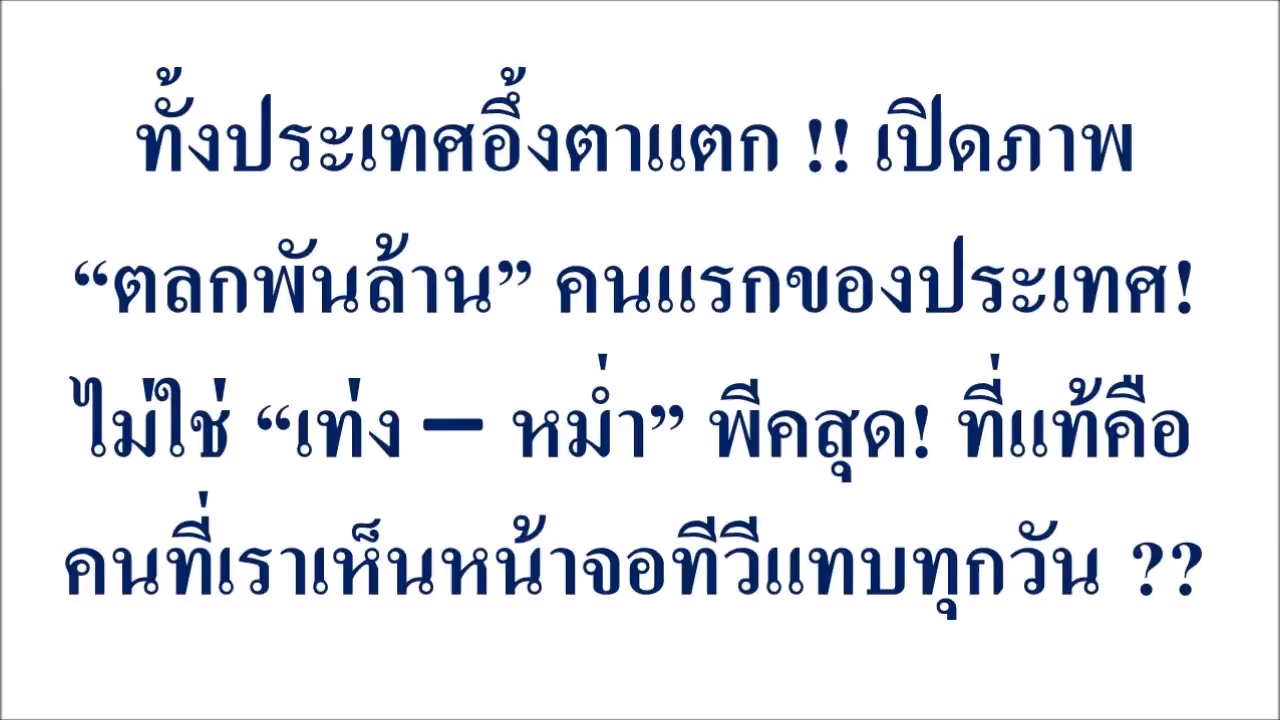 ทั้งประเทศอึ้งตาแตก !! เปิดภาพ
“ตลกพันล้าน” คนแรกของประเทศ!
ไม่ใช่ “เท่ง – หม่ำ” พีคสุด! ที่แท้คือ
คนที่เราเห็นหน้าจอทีวีแทบทุกวัน ??